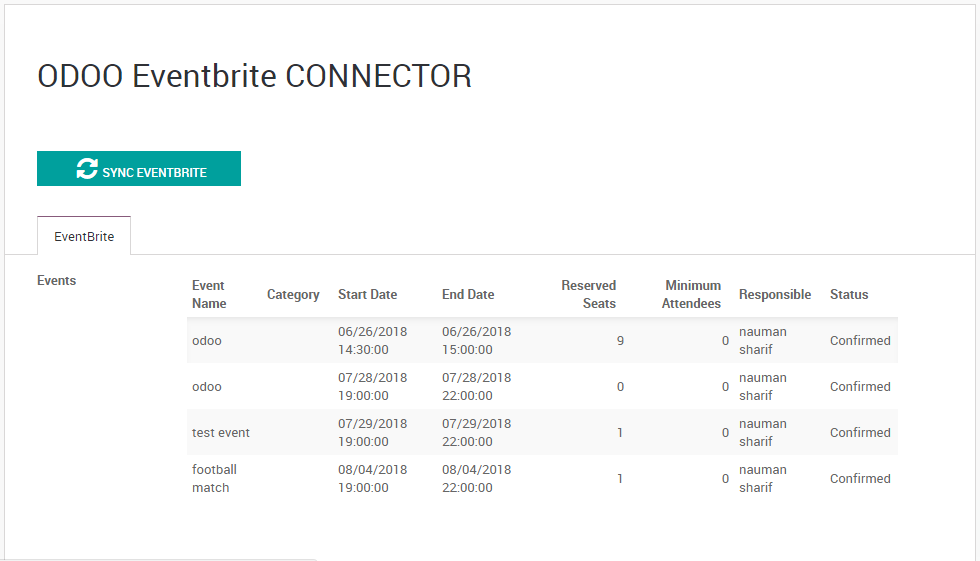 ODOO Eventbrite CONNECTOR
SYNC EVENTBRITE
EventBrite
Events
Event Name Category Start Date End Date Reserved Seats Minimum Attendees Responsible Status
odoo 06/26/2018 14:30:00 06/26/2018 15:00:00 9 0 nauman sharif Confirmed
odoo 07/28/2018 19:00:00 07/28/2018 22:00:00 0 0 nauman sharif Confirmed
test event 07/29/2018 19:00:00 07/29/2018 22:00:00 1 0 nauman sharif Confirmed
football match 08/04/2018 19:00:00 08/04/2018 22:00:00 1 0 nauman sharif Confirmed